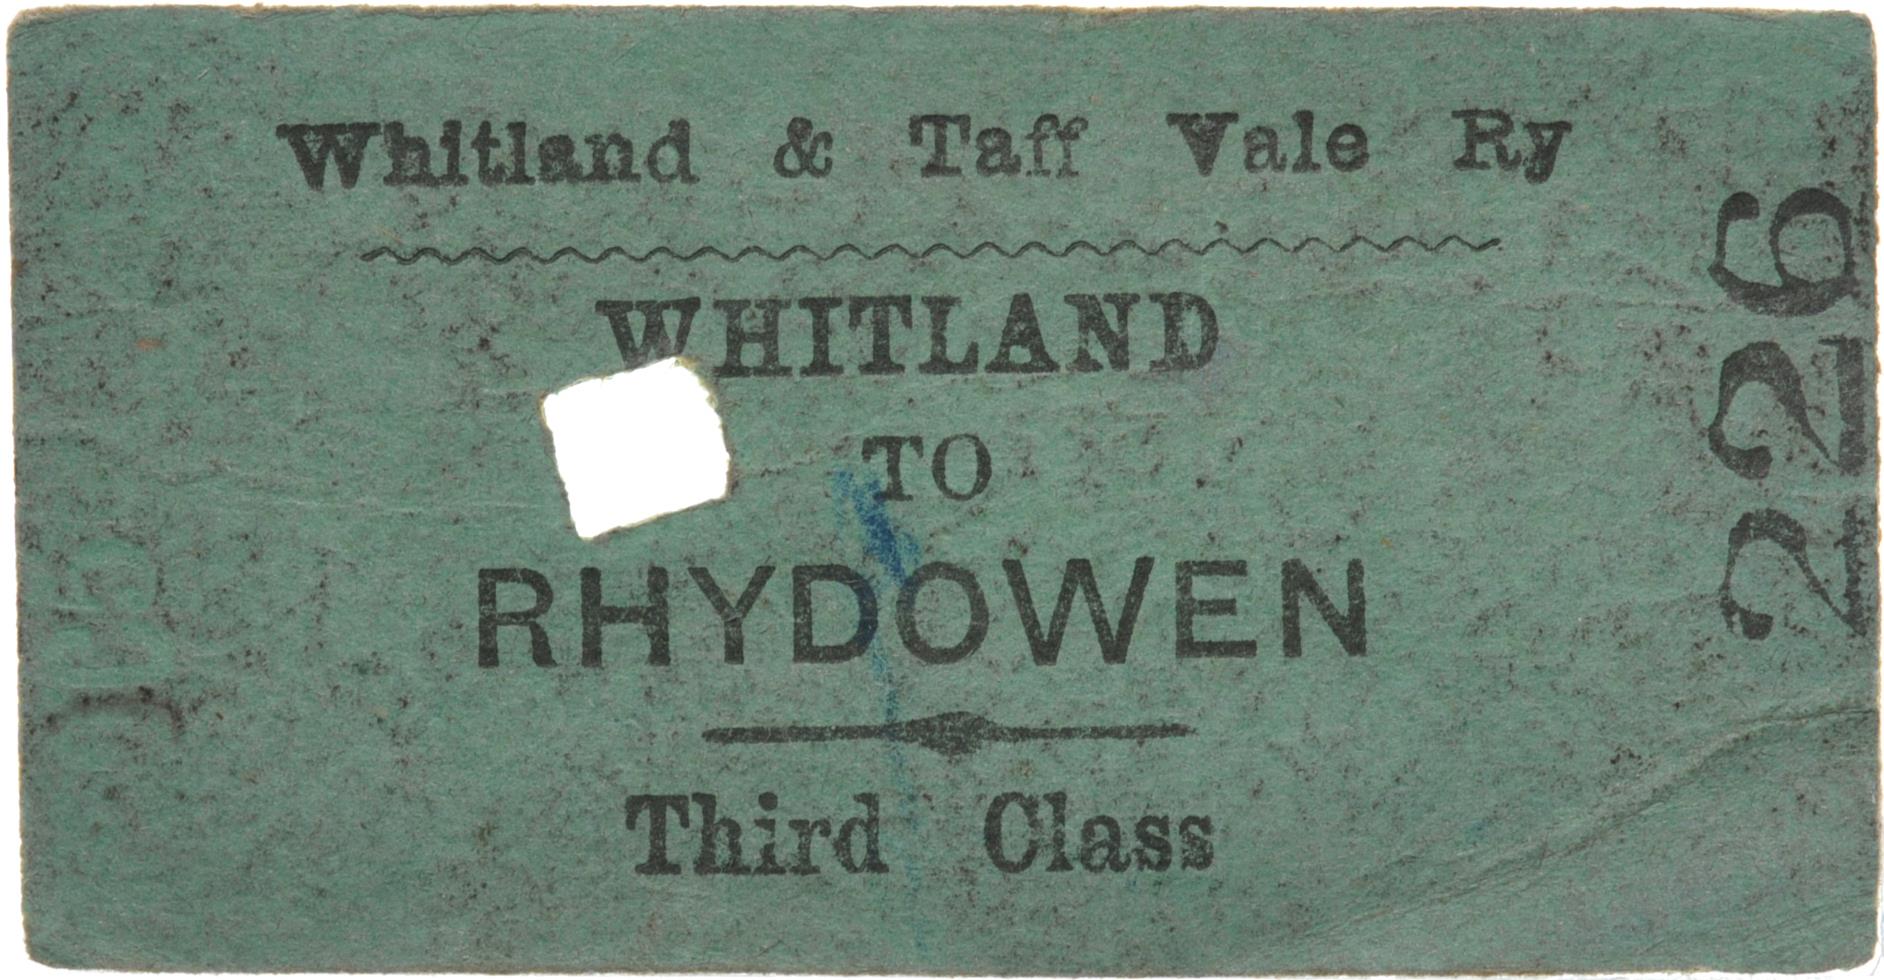 Whitland & Taff Vale Ry
WHITLAND
TO
RHYDOWEN
Third Class
226